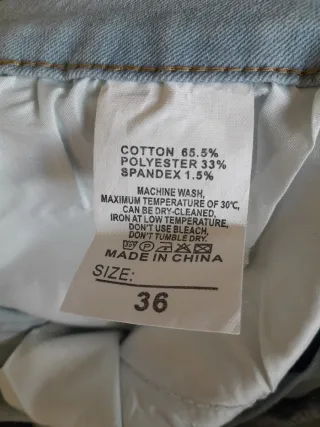 COTTON 65.5%
POLYESTER 33%
SPANDEX 1.5%
MACHINE WASH,
MAXIMUM TEMPERATURE OF 30℃,
CAN BE DRY-CLEANED,
IRON AT LOW TEMPERATURE,
DON'T USE BLEACH,
DON'T TUMBLE DRY.
MADE IN CHINA
SIZE:
36